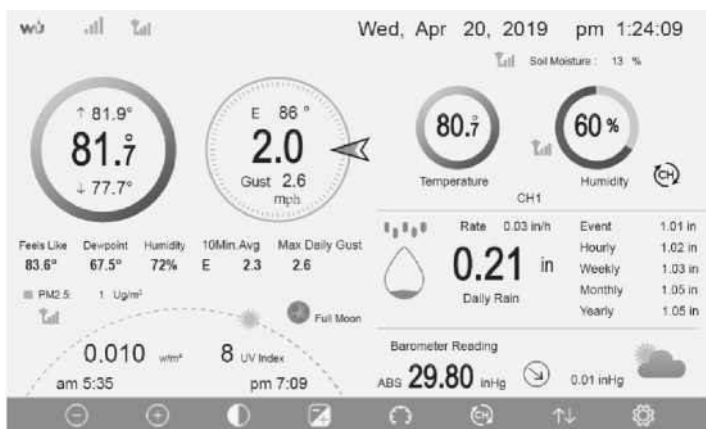 wu
Wed, Apr 20, 2019 pm 1:24:09
Soil Moisture : 13 %
↑ 81.9°
81.7°
↓ 77.7°
E 86 °
2.0
Gust 2.6
mph
80.7°
Temperature
60 %
Humidity
CH
CH1
Feels Like Dewpoint Humidity 10Min.Avg Max Daily Gust
83.6° 67.5° 72% E 2.3 2.6
PM2.5: 1 Ug/m³
Full Moon
0.010 w/m² 8 UV Index
am 5:35 pm 7:09
Rate 0.03 in/h
0.21 in
Daily Rain
Event 1.01 in
Hourly 1.02 in
Weekly 1.03 in
Monthly 1.05 in
Yearly 1.05 in
Barometer Reading
ABS 29.80 inHg 0.01 inHg
CH